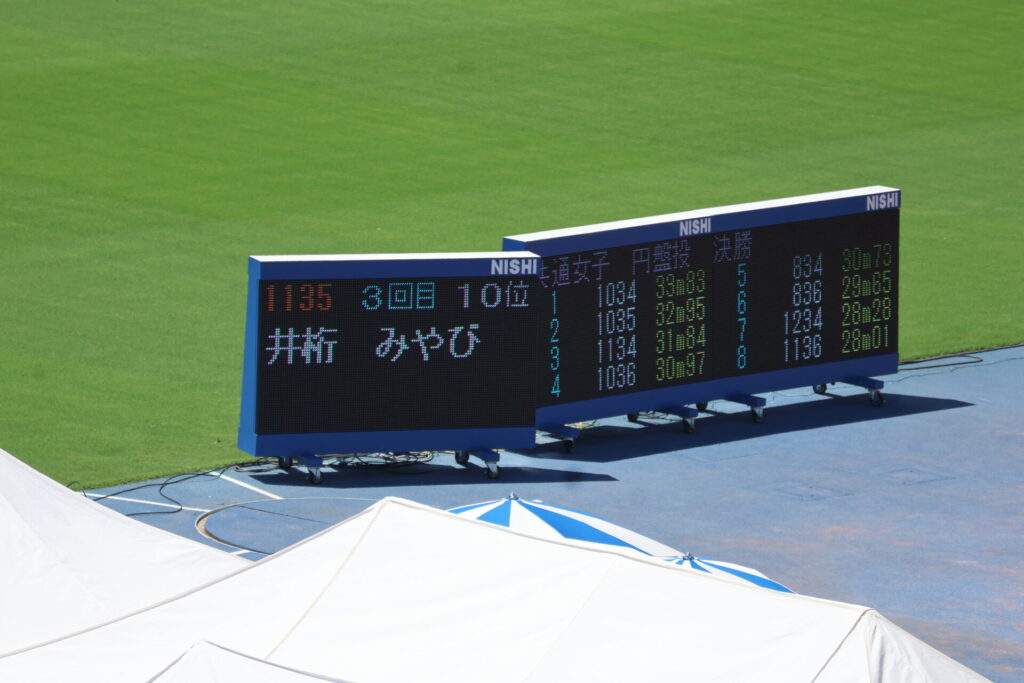 NISHI
1135 3回目 10位
井桁 みやび
NISHI NISHI
共通女子 円盤投 決勝
1 1034 33m83
2 1035 32m95
3 1134 31m84
4 1036 30m97
5 834 30m73
6 836 29m65
7 1234 28m28
8 1136 28m01